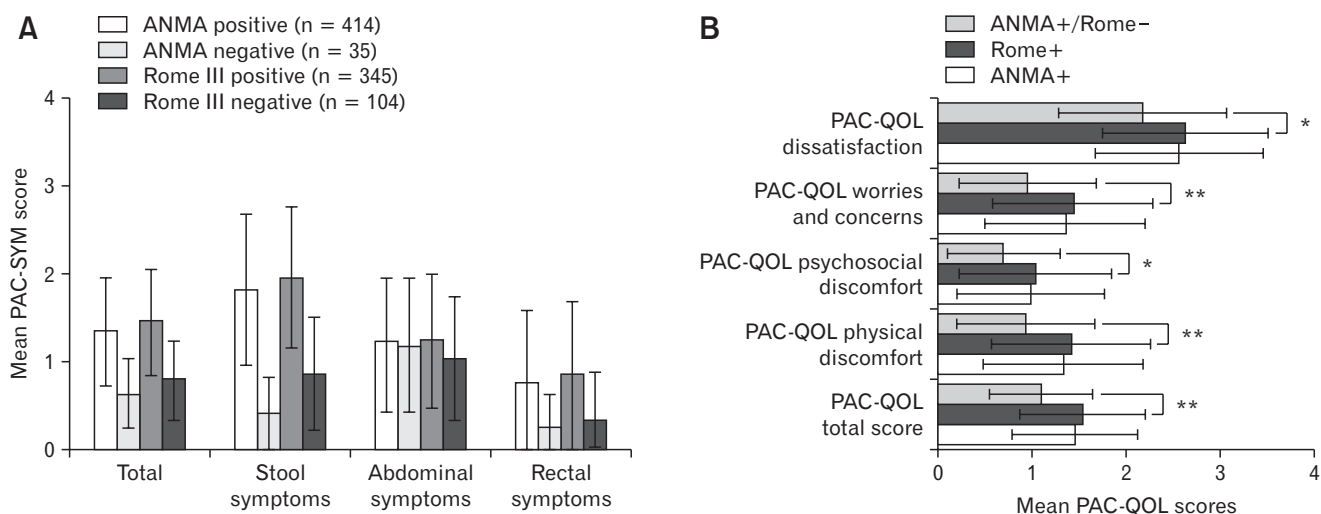 A
ANMA positive (n = 414)
ANMA negative (n = 35)
Rome III positive (n = 345)
Rome III negative (n = 104)
Mean PAC-SYM score
4
3
2
1
0
Total
Stool
symptoms
Abdominal
symptoms
Rectal
symptoms
B
ANMA+/Rome−
Rome+
ANMA+
PAC-QOL
dissatisfaction
*
PAC-QOL worries
and concerns
**
PAC-QOL psychosocial
discomfort
*
PAC-QOL physical
discomfort
**
PAC-QOL
total score
**
0 1 2 3 4
Mean PAC-QOL scores